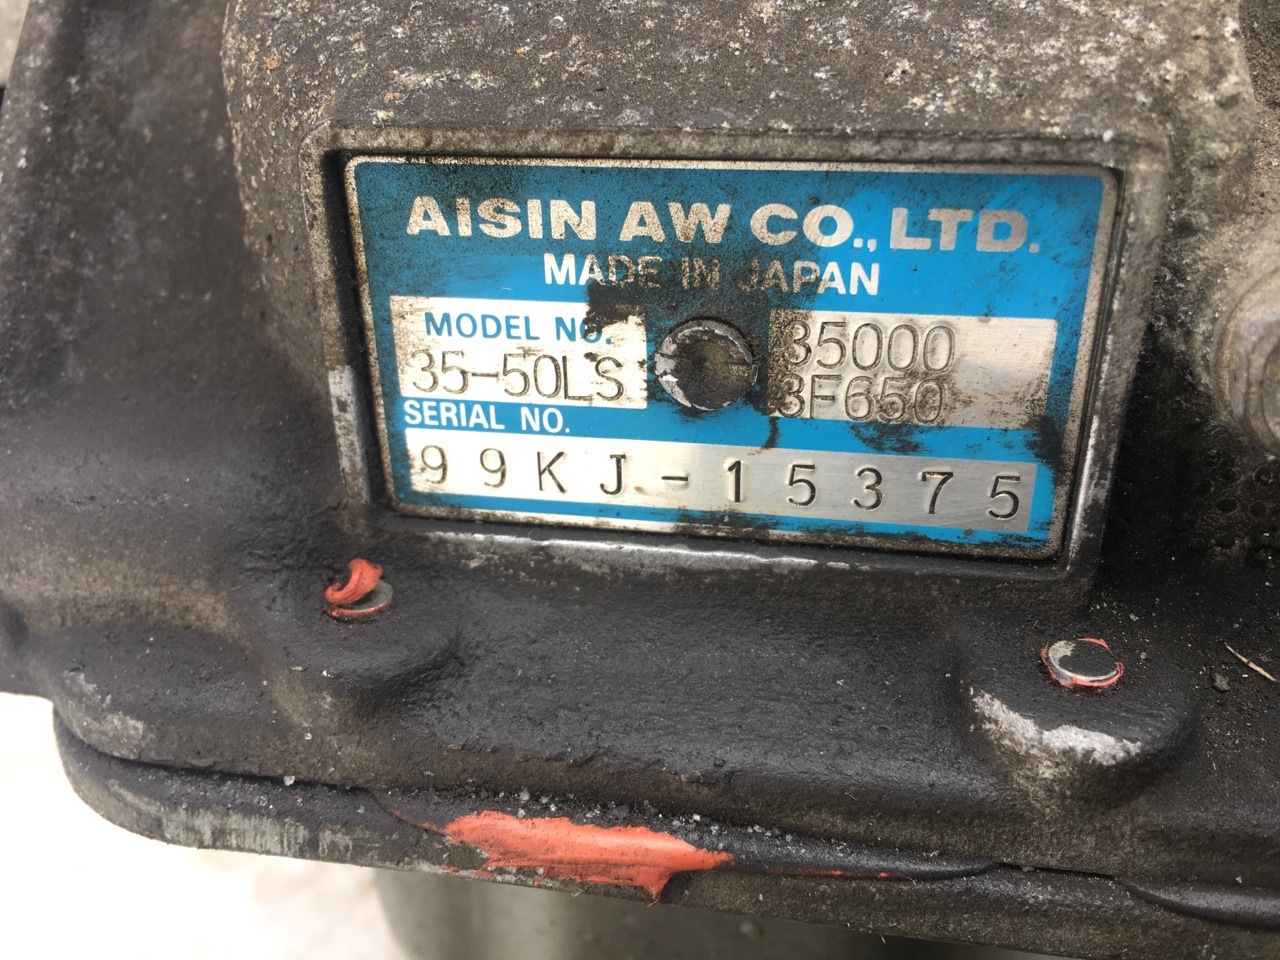 AISIN AW CO., LTD.
MADE IN JAPAN
MODEL NO.
35-50LS
35000
3F650
SERIAL NO.
99KJ-15375